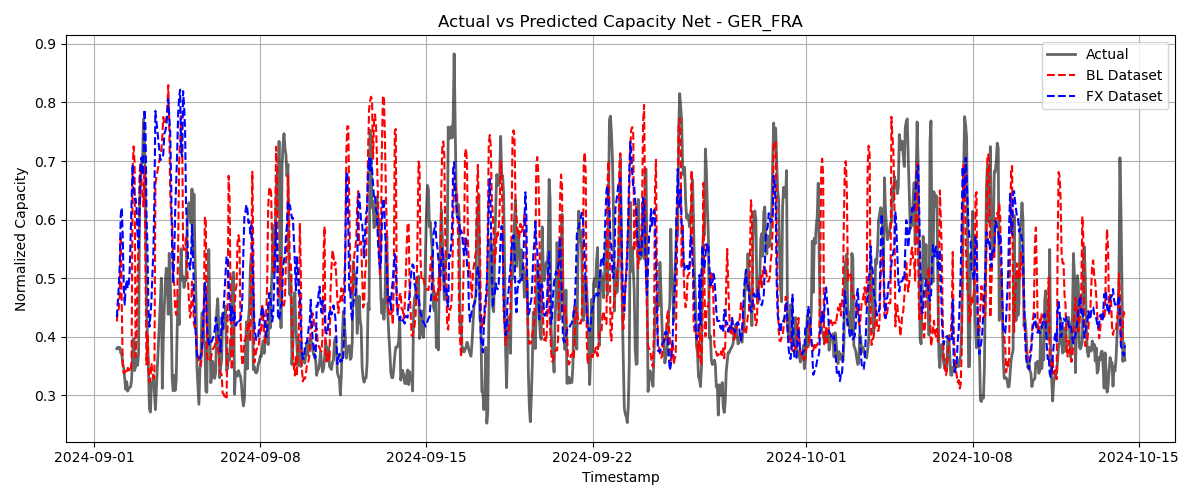 Actual vs Predicted Capacity Net - GER_FRA
Normalized Capacity
0.9
0.8
0.7
0.6
0.5
0.4
0.3
Actual
BL Dataset
FX Dataset
2024-09-01
2024-09-08
2024-09-15
2024-09-22
2024-10-01
2024-10-08
2024-10-15
Timestamp